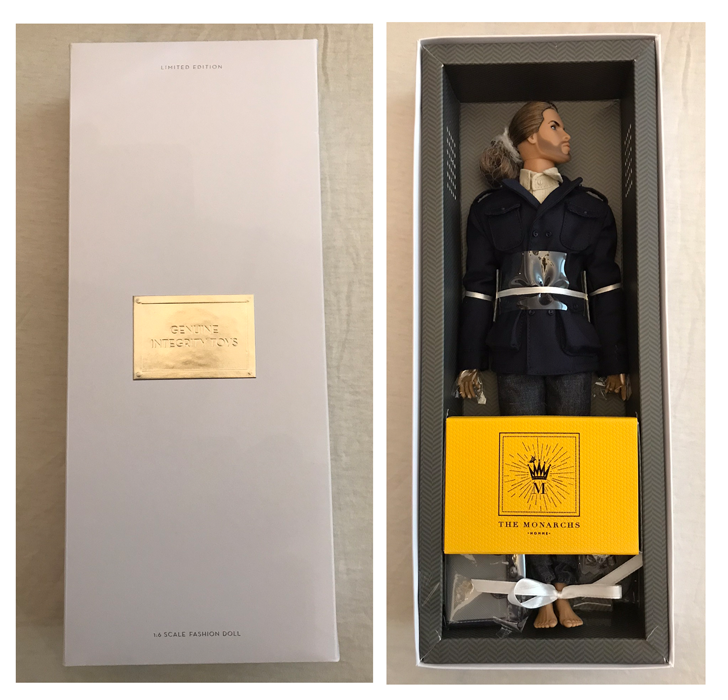 LIMITED EDITION
GENUINE
INTEGRITY TOYS
1:6 SCALE FASHION DOLL
M
THE MONARCHS
•HOMME•